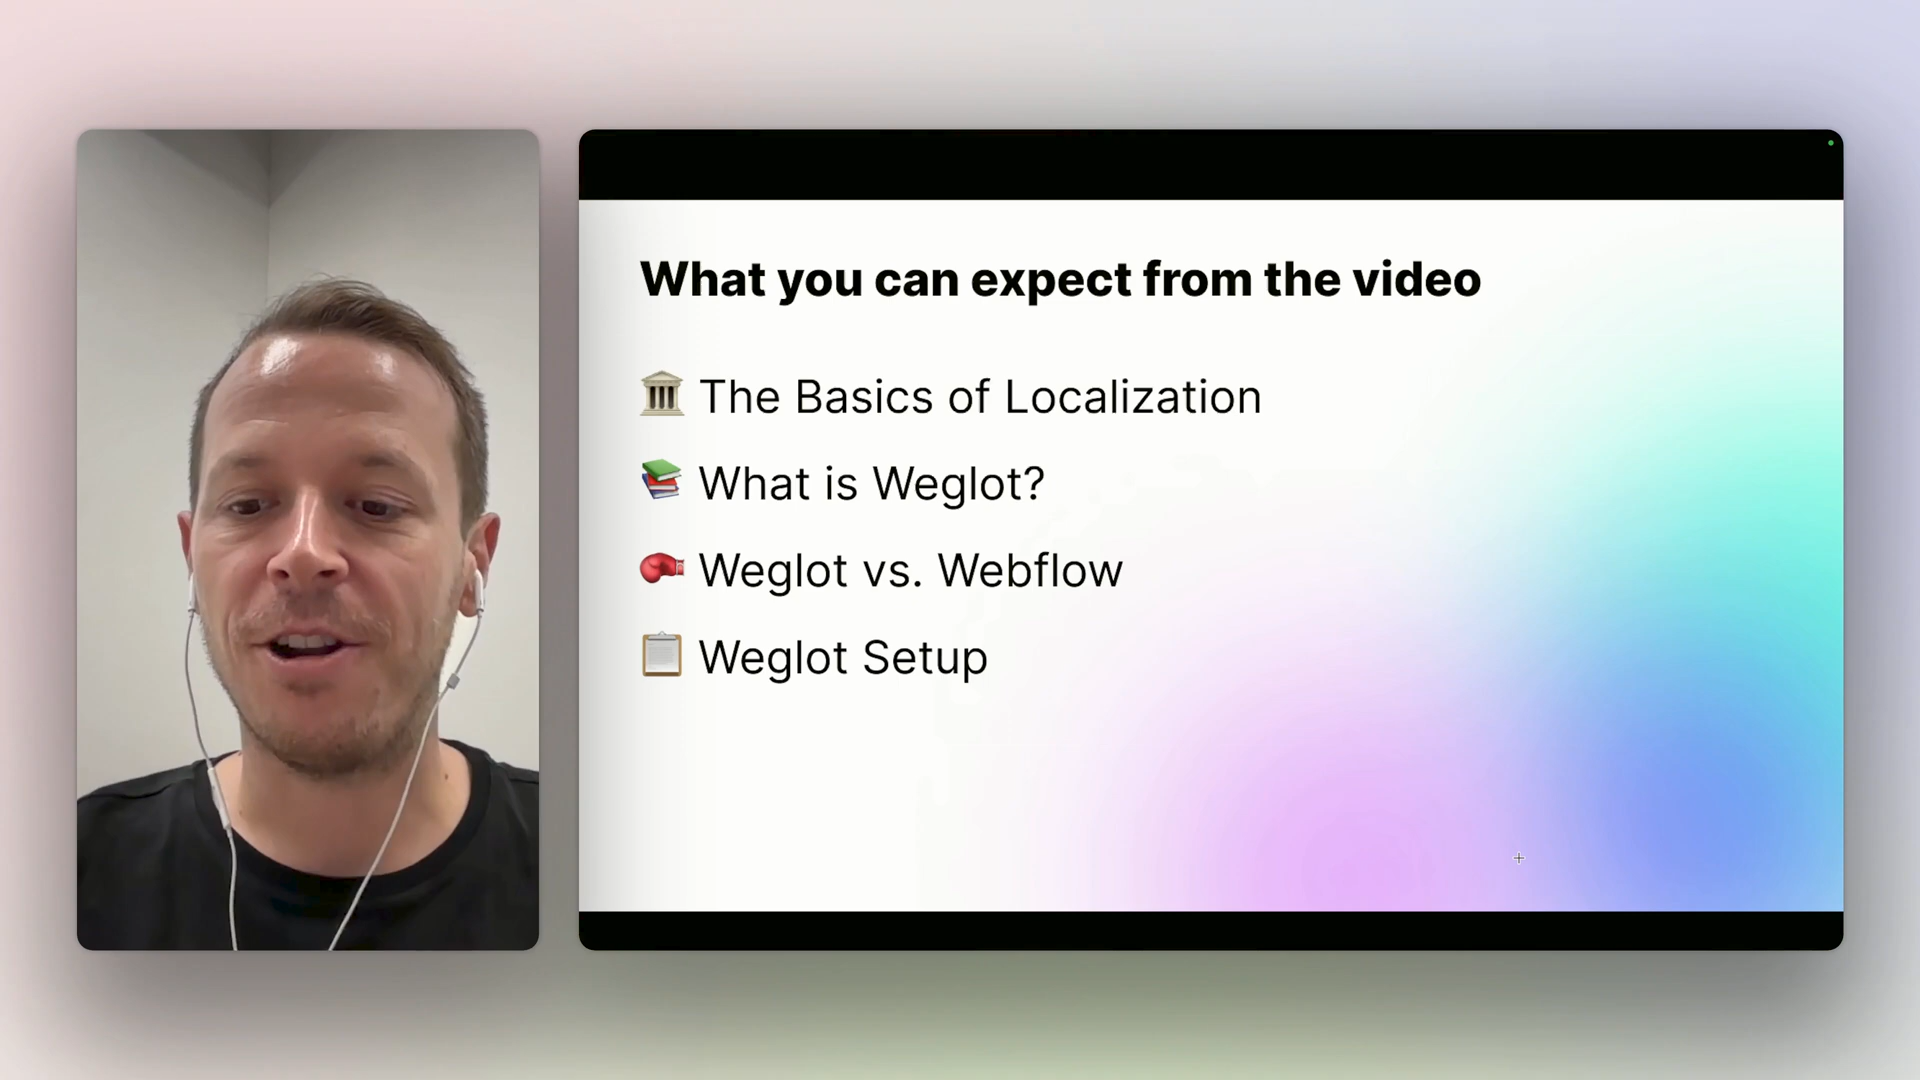 What you can expect from the video
🏛️ The Basics of Localization
📚 What is Weglot?
🥊 Weglot vs. Webflow
📋 Weglot Setup